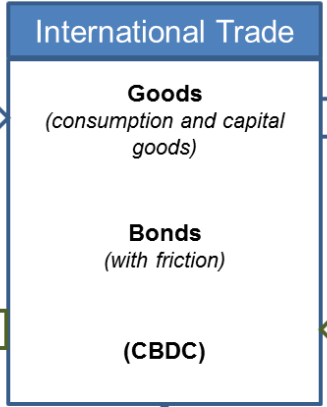 International Trade
Goods
(consumption and capital
goods)
Bonds
(with friction)
(CBDC)